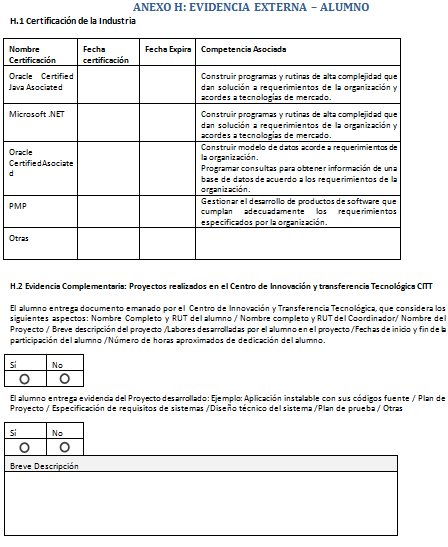 ANEXO H: EVIDENCIA EXTERNA – ALUMNO
H.1 Certificación de la Industria
Nombre Certificación
Fecha certificación
Fecha Expira
Competencia Asociada
Oracle Certified
Java Asociated
Construir programas y rutinas de alta complejidad que
dan solución a requerimientos de la organización y
acordes a tecnologías de mercado.
Microsoft .NET
Construir programas y rutinas de alta complejidad que
dan solución a requerimientos de la organización y
acordes a tecnologías de mercado.
Oracle
CertifiedAsociate
d
Construir modelo de datos acorde a requerimientos de
la organización.
Programar consultas para obtener información de una
base de datos de acuerdo a los requerimientos de la
organización.
PMP
Gestionar el desarrollo de productos de software que
cumplan adecuadamente los requerimientos
especificados por la organización.
Otras
H.2 Evidencia Complementaria: Proyectos realizados en el Centro de Innovación y transferencia Tecnológica CITT
El alumno entrega documento emanado por el Centro de Innovación y Transferencia Tecnológica, que considera los
siguientes aspectos: Nombre Completo y RUT del alumno / Nombre completo y RUT del Coordinador/ Nombre del
Proyecto / Breve descripción del proyecto /Labores desarrolladas por el alumno en el proyecto /Fechas de inicio y fin de la
participación del alumno /Número de horas aproximados de dedicación del alumno.
Sí No
El alumno entrega evidencia del Proyecto desarrollado: Ejemplo: Aplicación instalable con sus códigos fuente / Plan de
Proyecto / Especificación de requisitos de sistemas /Diseño técnico del sistema /Plan de prueba / Otras
Sí No
Breve Descripción